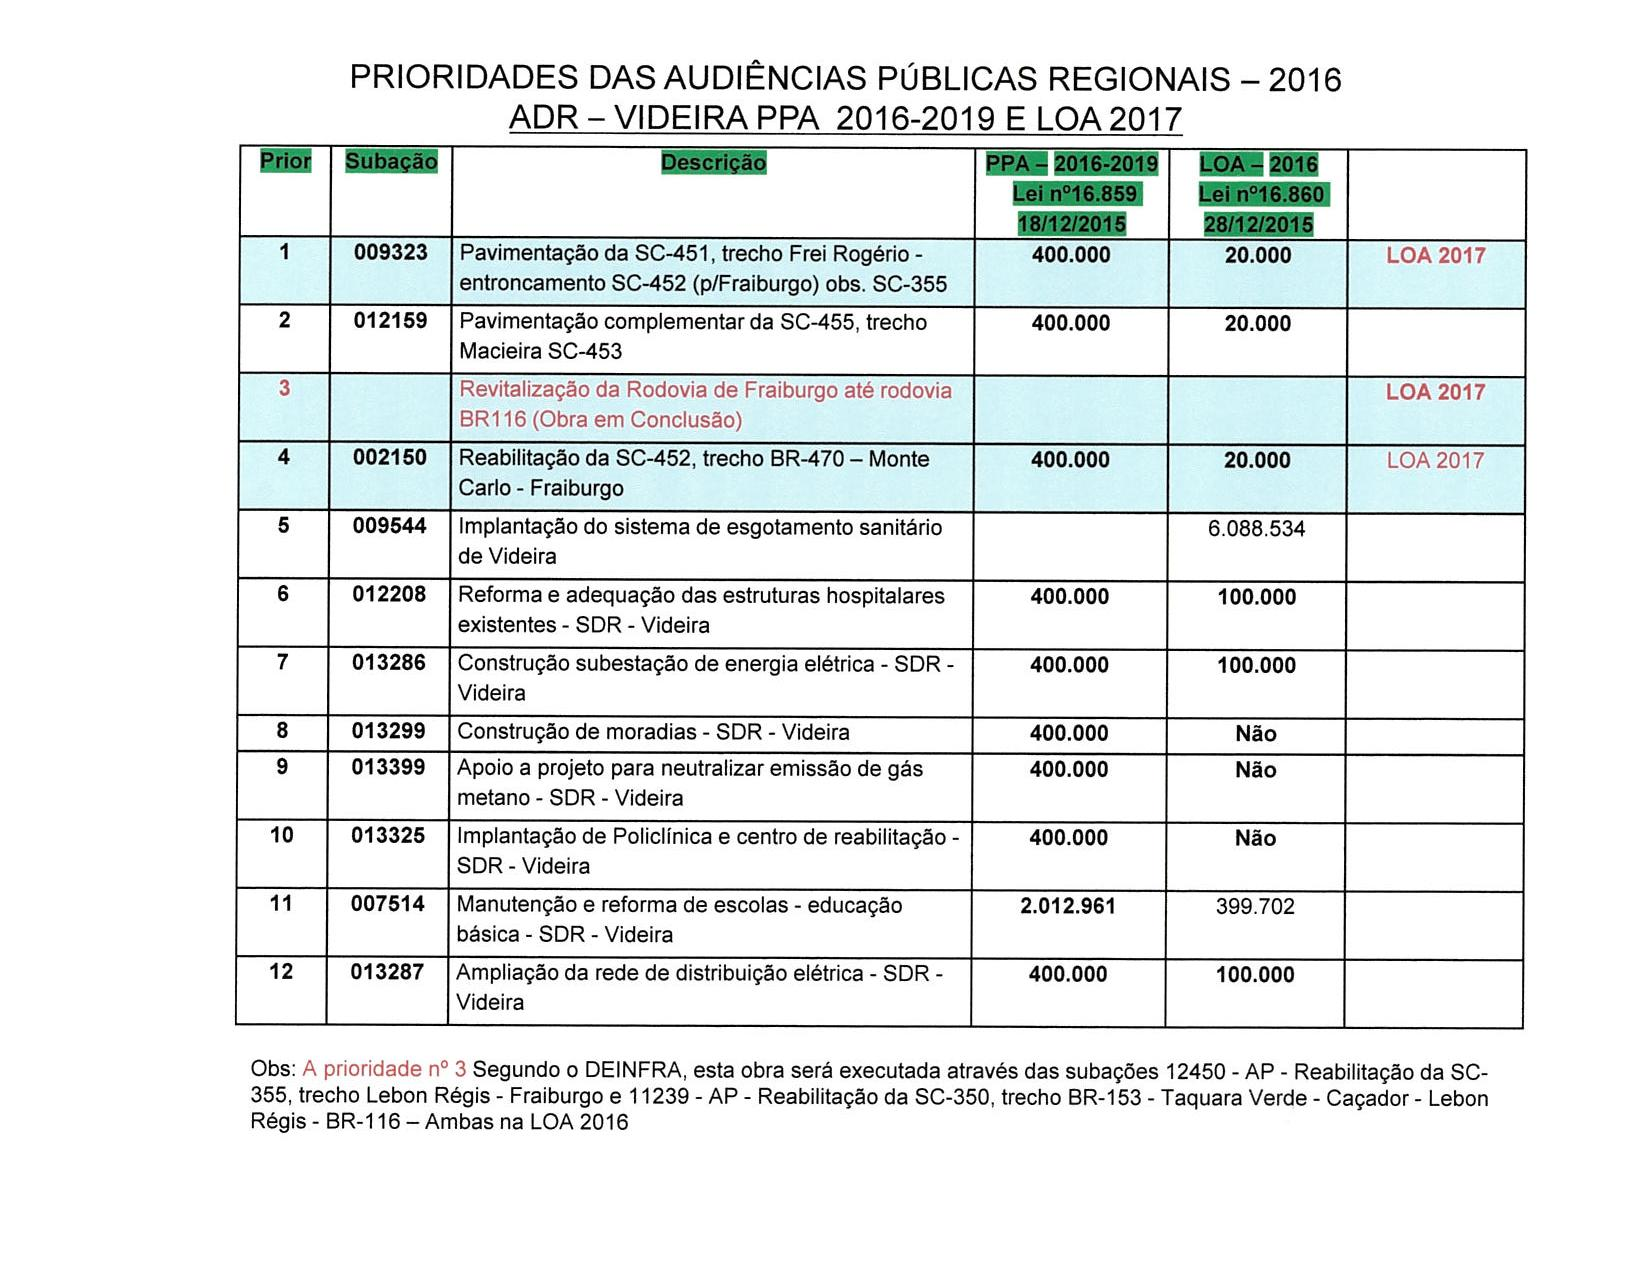 PRIORIDADES DAS AUDIÊNCIAS PÚBLICAS REGIONAIS – 2016
ADR – VIDEIRA PPA 2016-2019 E LOA 2017
Prior Subação Descrição PPA – 2016-2019 LOA – 2016
Lei nº16.859 Lei nº16.860
18/12/2015 28/12/2015
1 009323 Pavimentação da SC-451, trecho Frei Rogério - 400.000 20.000 LOA 2017
entroncamento SC-452 (p/Fraiburgo) obs. SC-355
2 012159 Pavimentação complementar da SC-455, trecho 400.000 20.000
Macieira SC-453
3 Revitalização da Rodovia de Fraiburgo até rodovia LOA 2017
BR116 (Obra em Conclusão)
4 002150 Reabilitação da SC-452, trecho BR-470 – Monte 400.000 20.000 LOA 2017
Carlo - Fraiburgo
5 009544 Implantação do sistema de esgotamento sanitário 6.088.534
de Videira
6 012208 Reforma e adequação das estruturas hospitalares 400.000 100.000
existentes - SDR - Videira
7 013286 Construção subestação de energia elétrica - SDR - 400.000 100.000
Videira
8 013299 Construção de moradias - SDR - Videira 400.000 Não
9 013399 Apoio a projeto para neutralizar emissão de gás 400.000 Não
metano - SDR - Videira
10 013325 Implantação de Policlínica e centro de reabilitação - 400.000 Não
SDR - Videira
11 007514 Manutenção e reforma de escolas - educação 2.012.961 399.702
básica - SDR - Videira
12 013287 Ampliação da rede de distribuição elétrica - SDR - 400.000 100.000
Videira
Obs: A prioridade nº 3 Segundo o DEINFRA, esta obra será executada através das subações 12450 - AP - Reabilitação da SC-
355, trecho Lebon Régis - Fraiburgo e 11239 - AP - Reabilitação da SC-350, trecho BR-153 - Taquara Verde - Caçador - Lebon
Régis - BR-116 – Ambas na LOA 2016